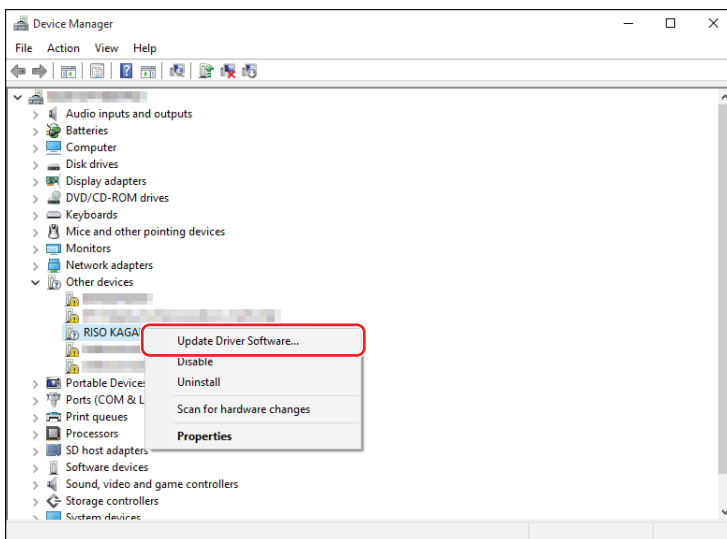 Device Manager
File Action View Help
Audio inputs and outputs
Batteries
Computer
Disk drives
Display adapters
DVD/CD-ROM drives
Keyboards
Mice and other pointing devices
Monitors
Network adapters
Other devices
RISO KAGA
Update Driver Software...
Disable
Uninstall
Scan for hardware changes
Properties
Portable Devices
Ports (COM & L
Print queues
Processors
SD host adapters
Software devices
Sound, video and game controllers
Storage controllers
System devices